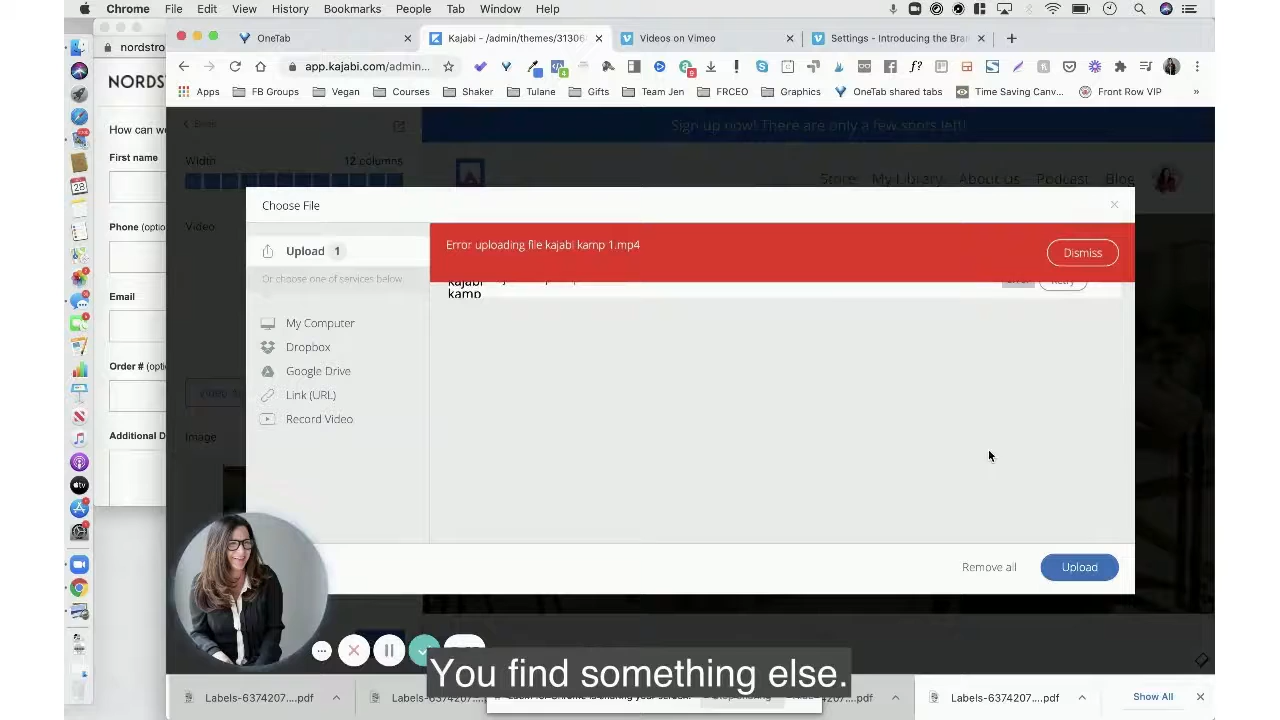 Chrome File Edit View History Bookmarks People Tab Window Help
nordstro
OneTab
Kajabi - /admin/themes/31306
Videos on Vimeo
Settings - Introducing the Bra
app.kajabi.com/admin...
Apps FB Groups Vegan Courses Shaker Tulane Gifts Team Jen FRCEO Graphics OneTab shared tabs Time Saving Canv... Front Row VIP »
NORDS
How can we
First name
Phone (optio
Email
Order # (optio
Additional D
Sign up now! There are only a few spots left!
Width 12 columns
Store My Library About Us Podcast Blog
Video
Image
Choose File
Upload 1
Or choose one of services below
My Computer
Dropbox
Google Drive
Link (URL)
Record Video
Error uploading file kajabi kamp 1.mp4
Dismiss
kajabi
kamp
Retry
Remove all
Upload
You find something else.
Labels-6374207....pdf
Labels-637
....pdf
Labels-6374207....pdf
Show All